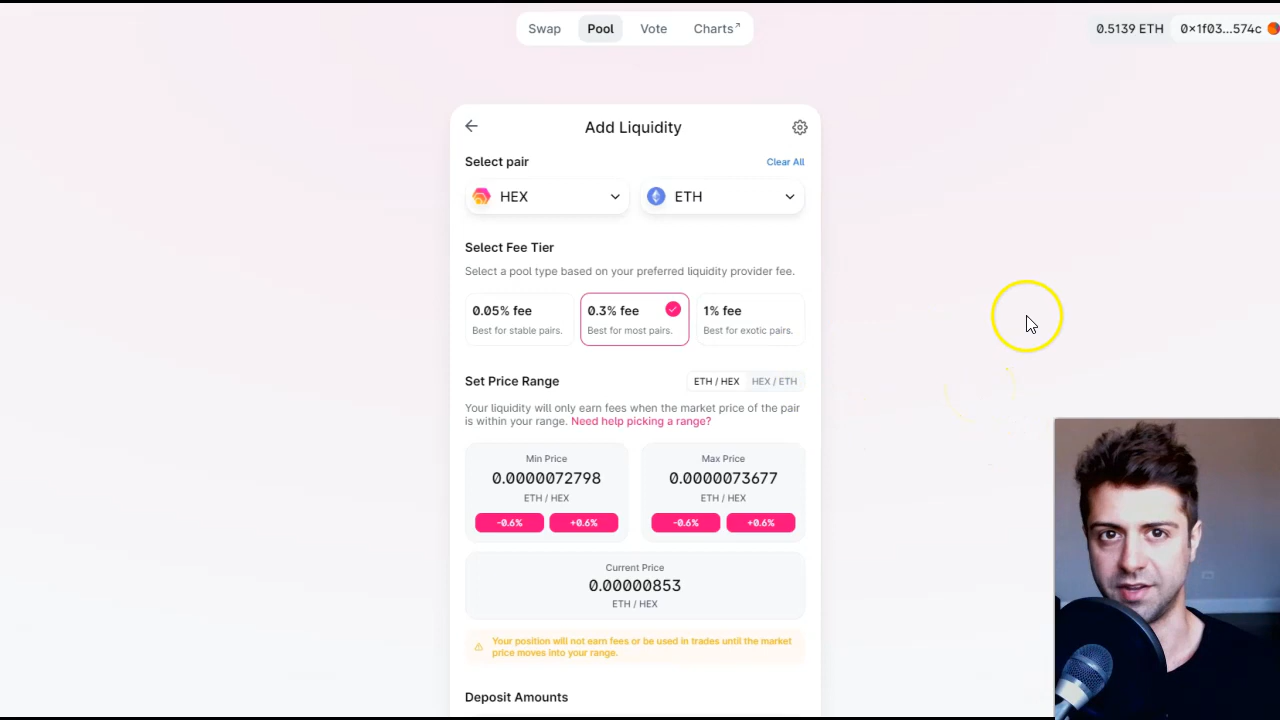 Swap Pool Vote Charts↗ 0.5139 ETH 0×1f03...574c
Add Liquidity
Select pair Clear All
HEX ETH
Select Fee Tier
Select a pool type based on your preferred liquidity provider fee.
0.05% fee 0.3% fee 1% fee
Best for stable pairs. Best for most pairs. Best for exotic pairs.
Set Price Range ETH / HEX HEX / ETH
Your liquidity will only earn fees when the market price of the pair
is within your range. Need help picking a range?
Min Price Max Price
0.0000072798 0.0000073677
ETH / HEX ETH / HEX
-0.6% +0.6% -0.6% +0.6%
Current Price
0.00000853
ETH / HEX
Your position will not earn fees or be used in trades until the market
price moves into your range.
Deposit Amounts